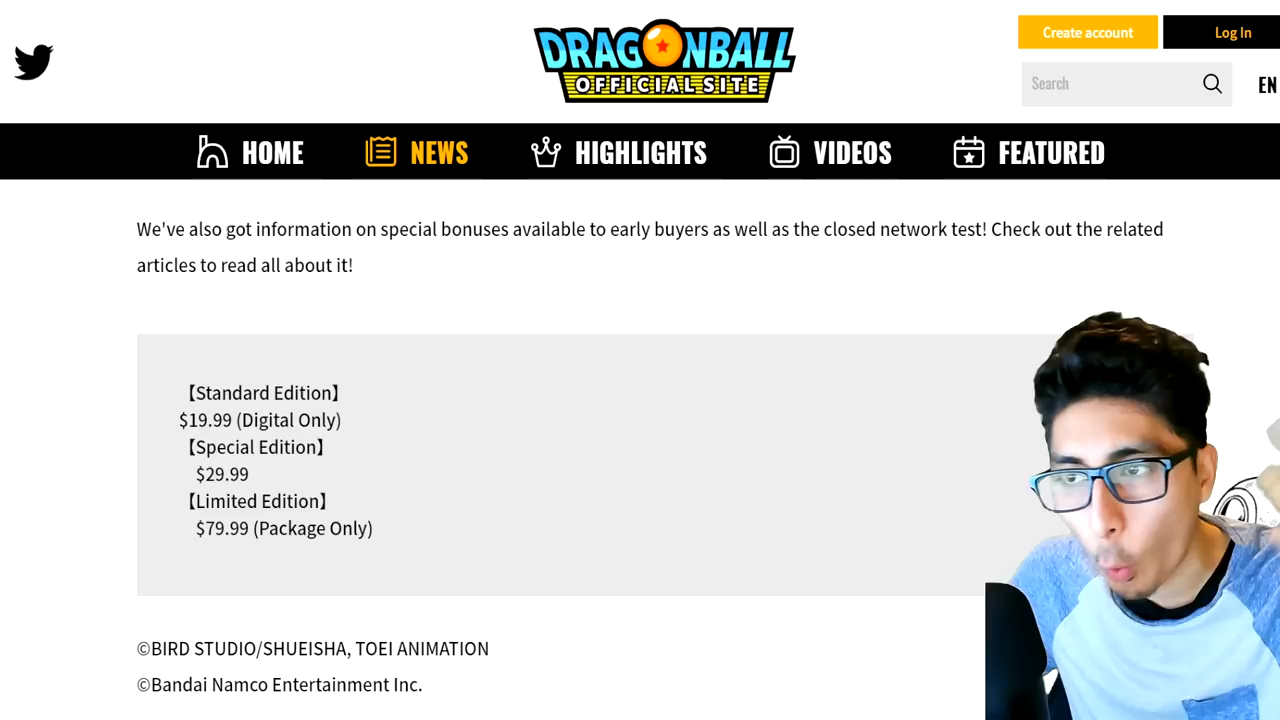 DRAGONBALL
OFFICIAL SITE
Create account
Log In
Search
EN
HOME
NEWS
HIGHLIGHTS
VIDEOS
FEATURED
We've also got information on special bonuses available to early buyers as well as the closed network test! Check out the related
articles to read all about it!
【Standard Edition】
$19.99 (Digital Only)
【Special Edition】
$29.99
【Limited Edition】
$79.99 (Package Only)
©BIRD STUDIO/SHUEISHA, TOEI ANIMATION
©Bandai Namco Entertainment Inc.